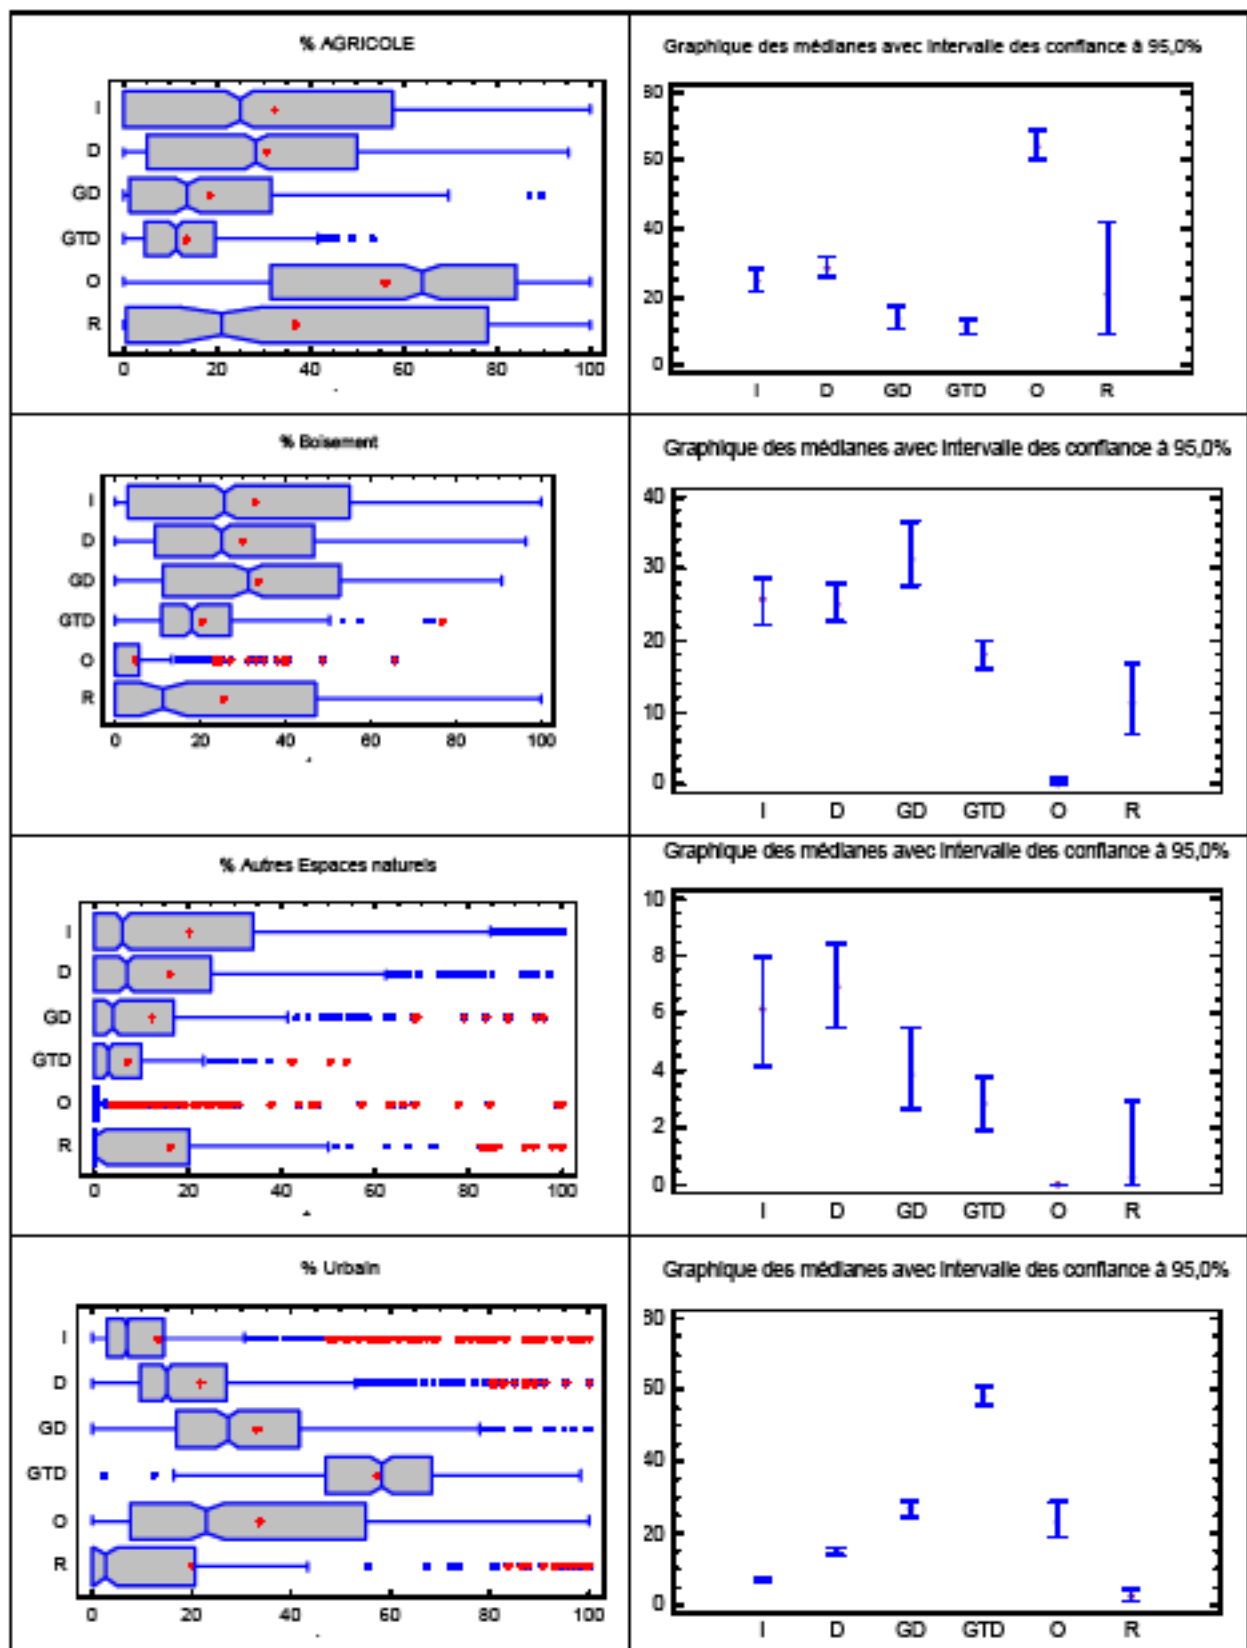 % AGRICOLE
I
D
GD
GTD
O
R
0 20 40 60 80 100
Graphique des médianes avec intervalle des confiance à 95,0%
80
60
40
20
0
I D GD GTD O R
% Boisement
I
D
GD
GTD
O
R
0 20 40 60 80 100
Graphique des médianes avec intervalle des confiance à 95,0%
40
30
20
10
0
I D GD GTD O R
% Autres Espaces naturels
I
D
GD
GTD
O
R
0 20 40 60 80 100
Graphique des médianes avec intervalle des confiance à 95,0%
10
8
6
4
2
0
I D GD GTD O R
% Urbain
I
D
GD
GTD
O
R
0 20 40 60 80 100
Graphique des médianes avec intervalle des confiance à 95,0%
80
60
40
20
0
I D GD GTD O R